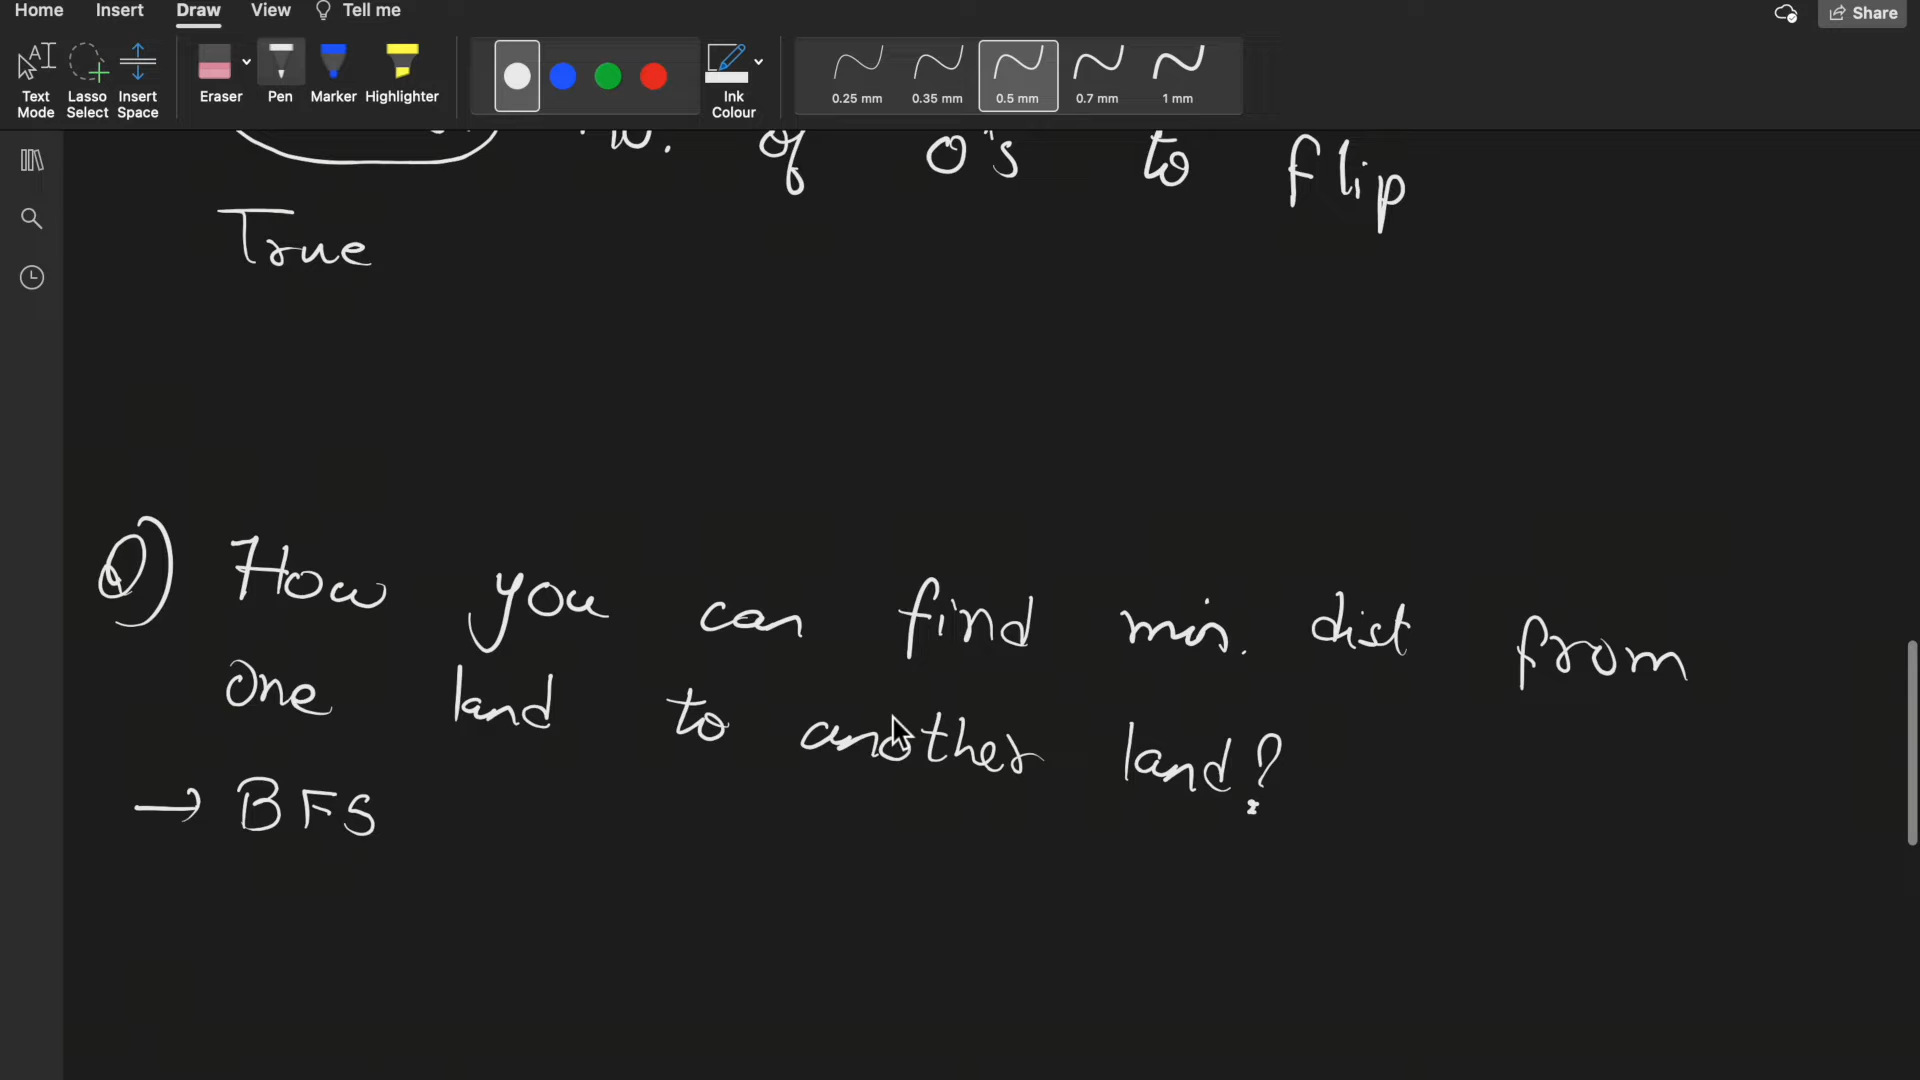 Home Insert Draw View Tell me
Share
Text Mode
Lasso Select
Insert Space
Eraser
Pen
Marker
Highlighter
Ink Colour
0.25 mm
0.35 mm
0.5 mm
0.7 mm
1 mm
of 0's to flip
True
Q) How you can find min. dist from
one land to another land?
→ BFS